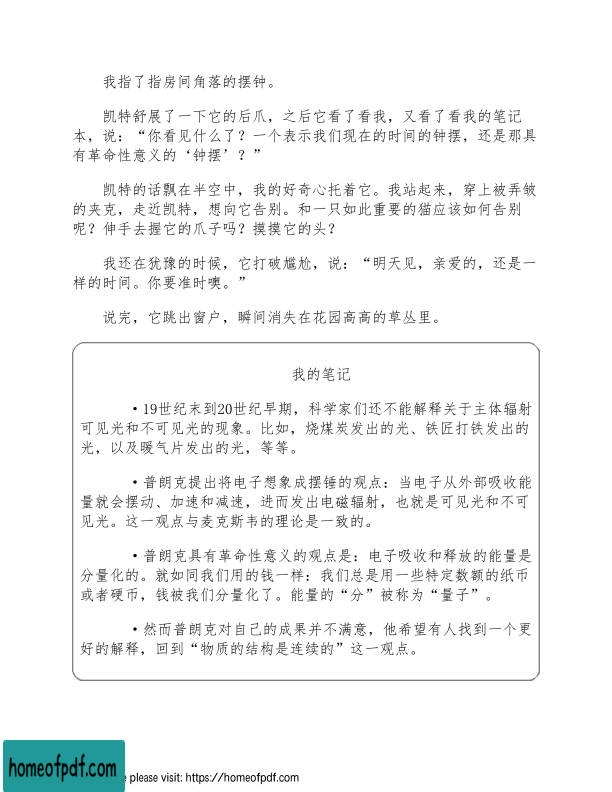 我指了指房间角落的摆钟。
凯特舒展了一下它的后爪，之后它看了看我，又看了看我的笔记
本，说：“你看见什么了？一个表示我们现在的时间的钟摆，还是那具
有革命性意义的‘钟摆’？”
凯特的话飘在半空中，我的好奇心托着它。我站起来，穿上被弄皱
的夹克，走近凯特，想向它告别。和一只如此重要的猫应该如何告别
呢？伸手去握它的爪子吗？摸摸它的头？
我还在犹豫的时候，它打破尴尬，说：“明天见，亲爱的，还是一
样的时间。你要准时噢。”
说完，它跳出窗户，瞬间消失在花园高高的草丛里。
我的笔记
·19世纪末到20世纪早期，科学家们还不能解释关于主体辐射
可见光和不可见光的现象。比如，烧煤炭发出的光、铁匠打铁发出的
光，以及暖气片发出的光，等等。
·普朗克提出将电子想象成摆锤的观点：当电子从外部吸收能
量就会摆动、加速和减速，进而发出电磁辐射，也就是可见光和不可
见光。这一观点与麦克斯韦的理论是一致的。
·普朗克具有革命性意义的观点是：电子吸收和释放的能量是
分量化的。就如同我们用的钱一样：我们总是用一些特定数额的纸币
或者硬币，钱被我们分量化了。能量的“分”被称为“量子”。
·然而普朗克对自己的成果并不满意，他希望有人找到一个更
好的解释，回到“物质的结构是连续的”这一观点。
homeofpdf.com
e please visit: https://homeofpdf.com